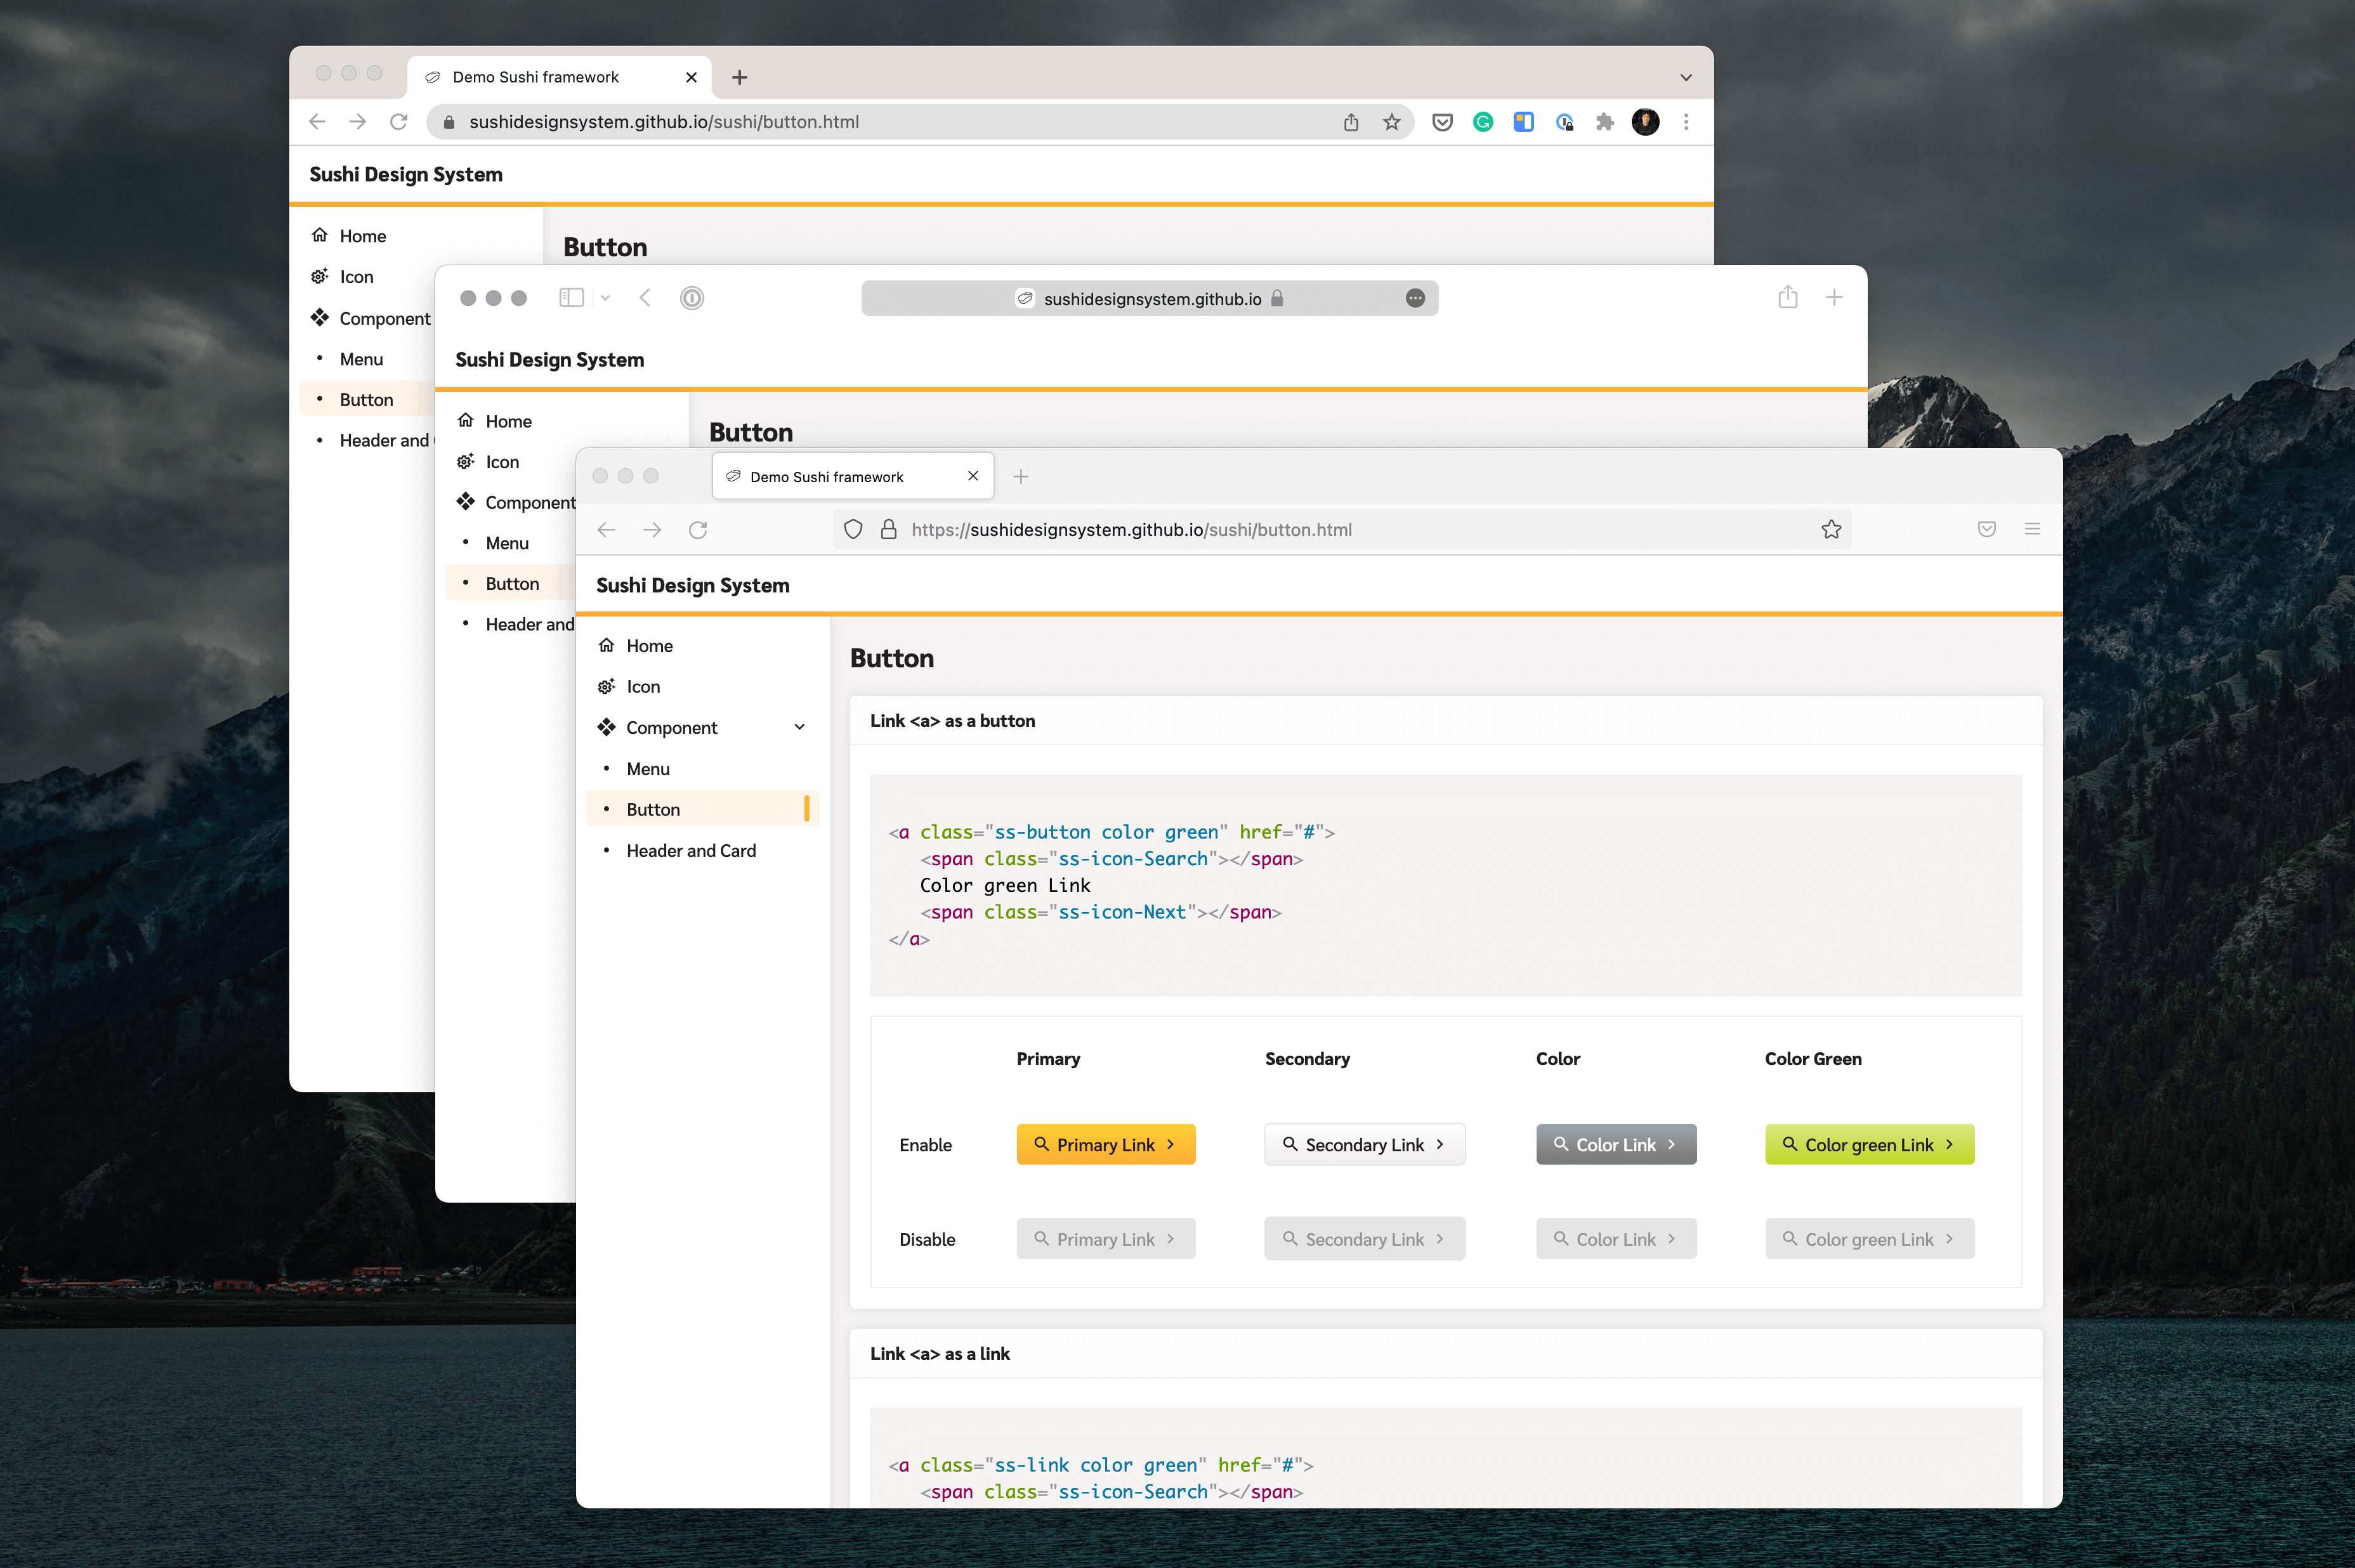 Demo Sushi framework
sushidesignsystem.github.io/sushi/button.html
Sushi Design System
Home
Icon
Component
Menu
Button
Header and
Button
sushidesignsystem.github.io
Sushi Design System
Home
Icon
Component
Menu
Button
Header and
Button
Demo Sushi framework
https://sushidesignsystem.github.io/sushi/button.html
Sushi Design System
Home
Icon
Component
Menu
Button
Header and Card
Button
Link <a> as a button
<a class="ss-button color green" href="#">
<span class="ss-icon-Search"></span>
Color green Link
<span class="ss-icon-Next"></span>
</a>
Primary Secondary Color Color Green
Enable Primary Link Secondary Link Color Link Color green Link
Disable Primary Link Secondary Link Color Link Color green Link
Link <a> as a link
<a class="ss-link color green" href="#">
<span class="ss-icon-Search"></span>